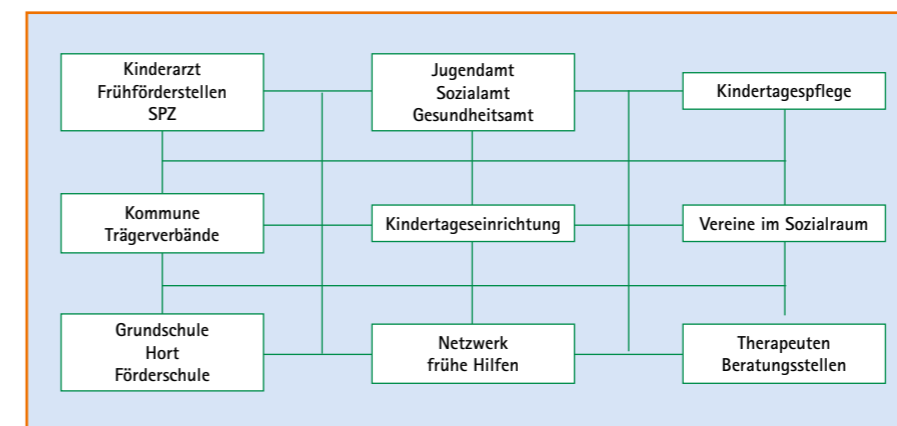 Kinderarzt
Frühförderstellen
SPZ
Jugendamt
Sozialamt
Gesundheitsamt
Kindertagespflege
Kommune
Trägerverbände
Kindertageseinrichtung
Vereine im Sozialraum
Grundschule
Hort
Förderschule
Netzwerk
frühe Hilfen
Therapeuten
Beratungsstellen